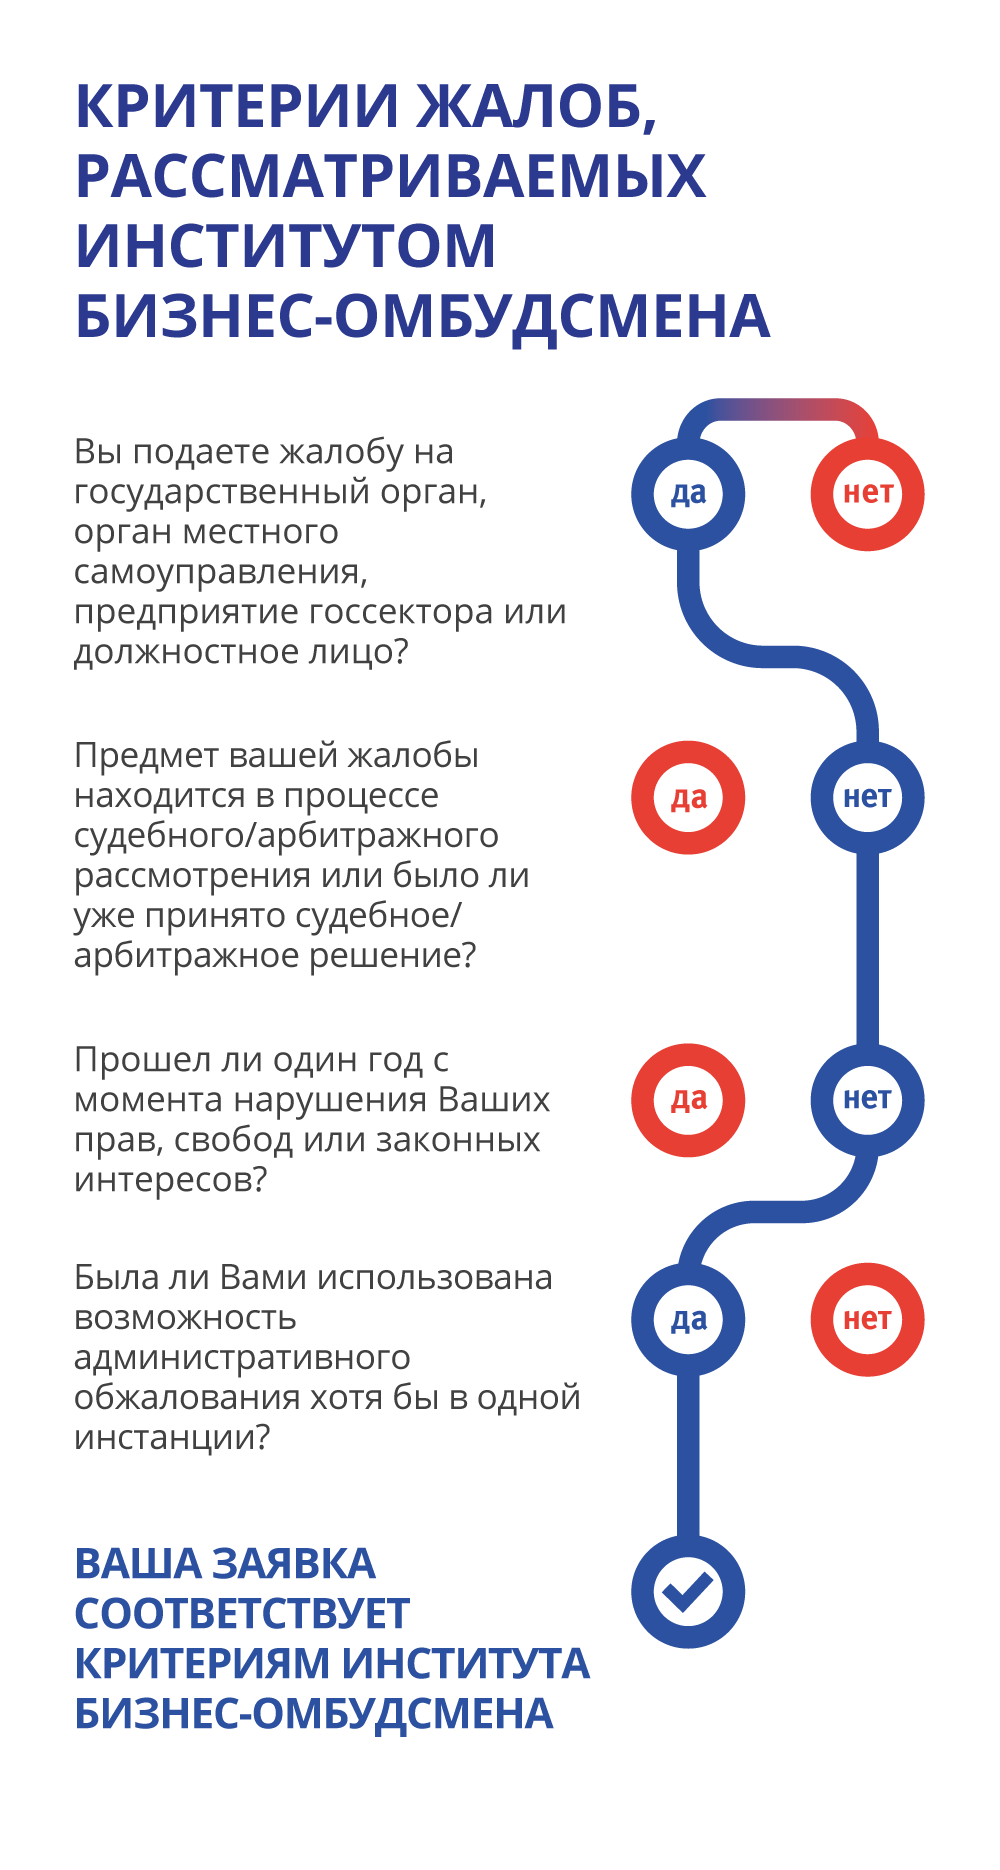 КРИТЕРИИ ЖАЛОБ,
РАССМАТРИВАЕМЫХ
ИНСТИТУТОМ
БИЗНЕС-ОМБУДСМЕНА
Вы подаете жалобу на
государственный орган,
орган местного
самоуправления,
предприятие госсектора или
должностное лицо?
да
нет
Предмет вашей жалобы
находится в процессе
судебного/арбитражного
рассмотрения или было ли
уже принято судебное/
арбитражное решение?
да
нет
Прошел ли один год с
момента нарушения Ваших
прав, свобод или законных
интересов?
да
нет
Была ли Вами использована
возможность
административного
обжалования хотя бы в одной
инстанции?
да
нет
ВАША ЗАЯВКА
СООТВЕТСТВУЕТ
КРИТЕРИЯМ ИНСТИТУТА
БИЗНЕС-ОМБУДСМЕНА